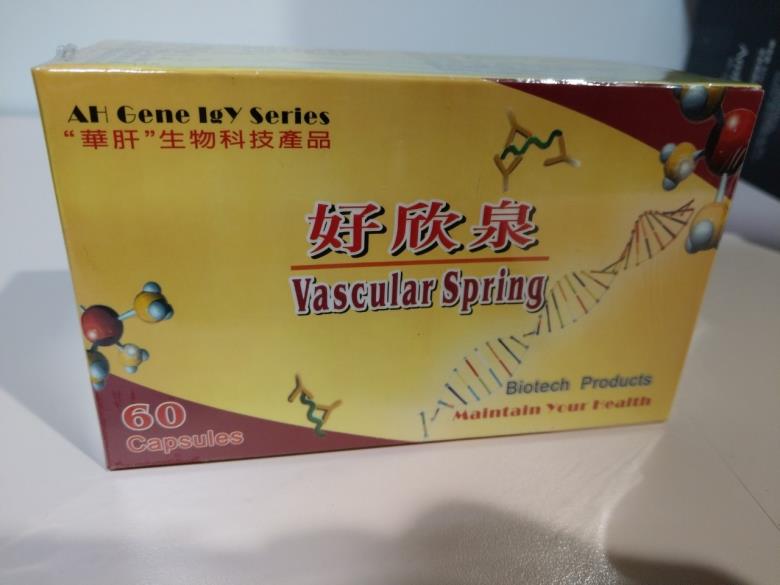 AH Gene IgY Series
“華肝”生物科技產品
好欣泉
Vascular Spring
Biotech Products
Maintain Your Health
60
Capsules